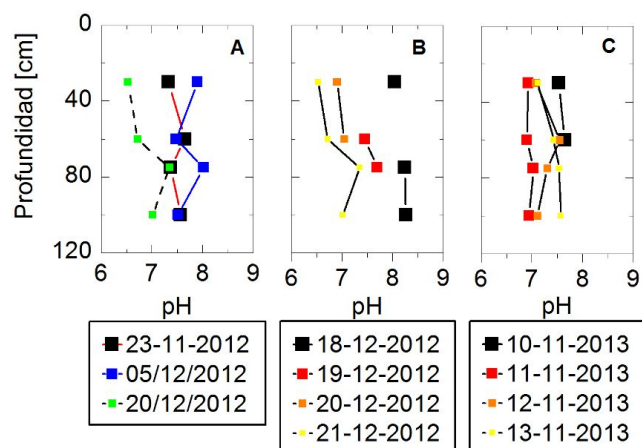 0
40
80
120
Profundidad [cm]
A
B
C
6 7 8 9
6 7 8 9
6 7 8 9
pH
pH
pH
23-11-2012
05/12/2012
20/12/2012
18-12-2012
19-12-2012
20-12-2012
21-12-2012
10-11-2013
11-11-2013
12-11-2013
13-11-2013